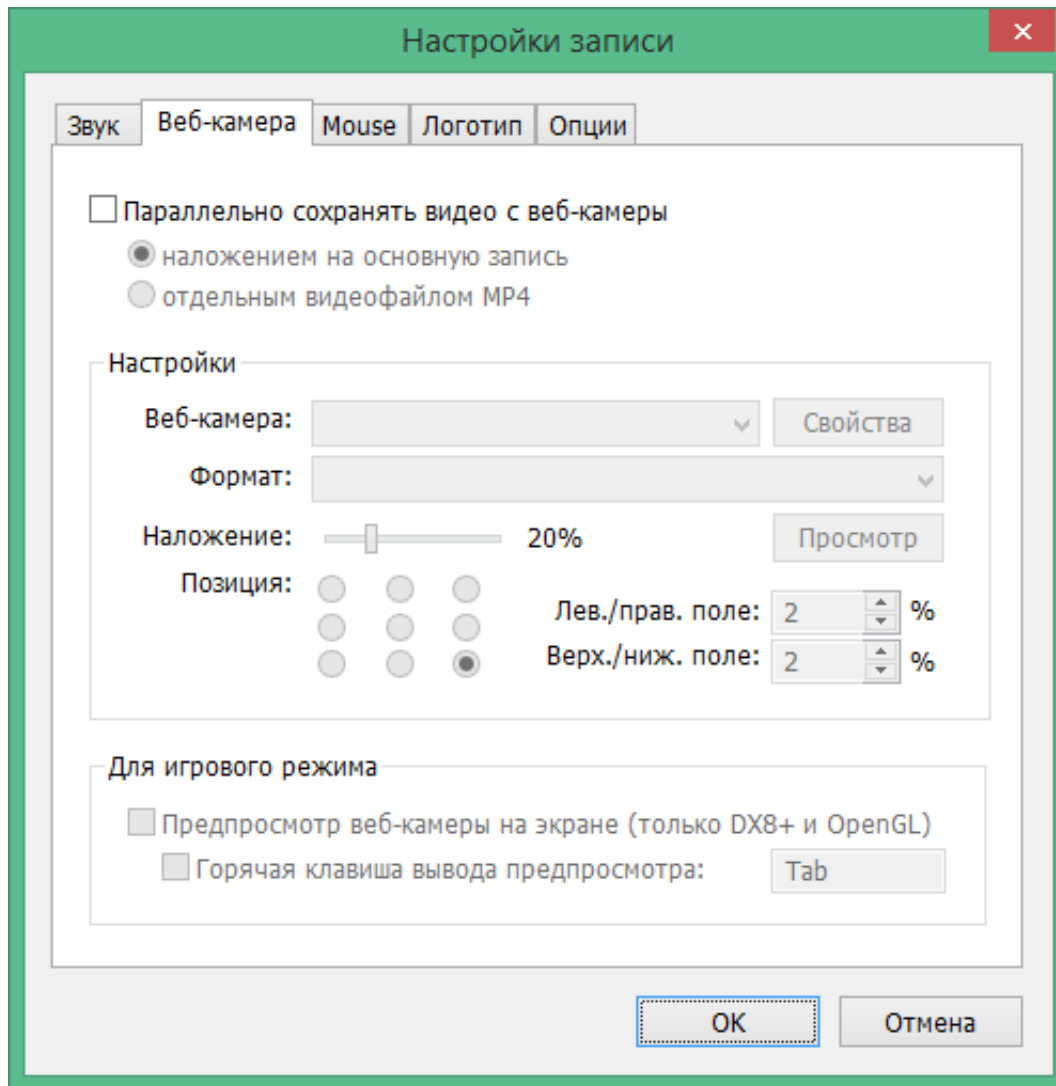 Настройки записи
Звук Веб-камера Mouse Логотип Опции
Параллельно сохранять видео с веб-камеры
наложением на основную запись
отдельным видеофайлом MP4
Настройки
Веб-камера: Свойства
Формат:
Наложение: 20% Просмотр
Позиция:
Лев./прав. поле: 2 %
Верх./ниж. поле: 2 %
Для игрового режима
Предпросмотр веб-камеры на экране (только DX8+ и OpenGL)
Горячая клавиша вывода предпросмотра: Tab
OK Отмена